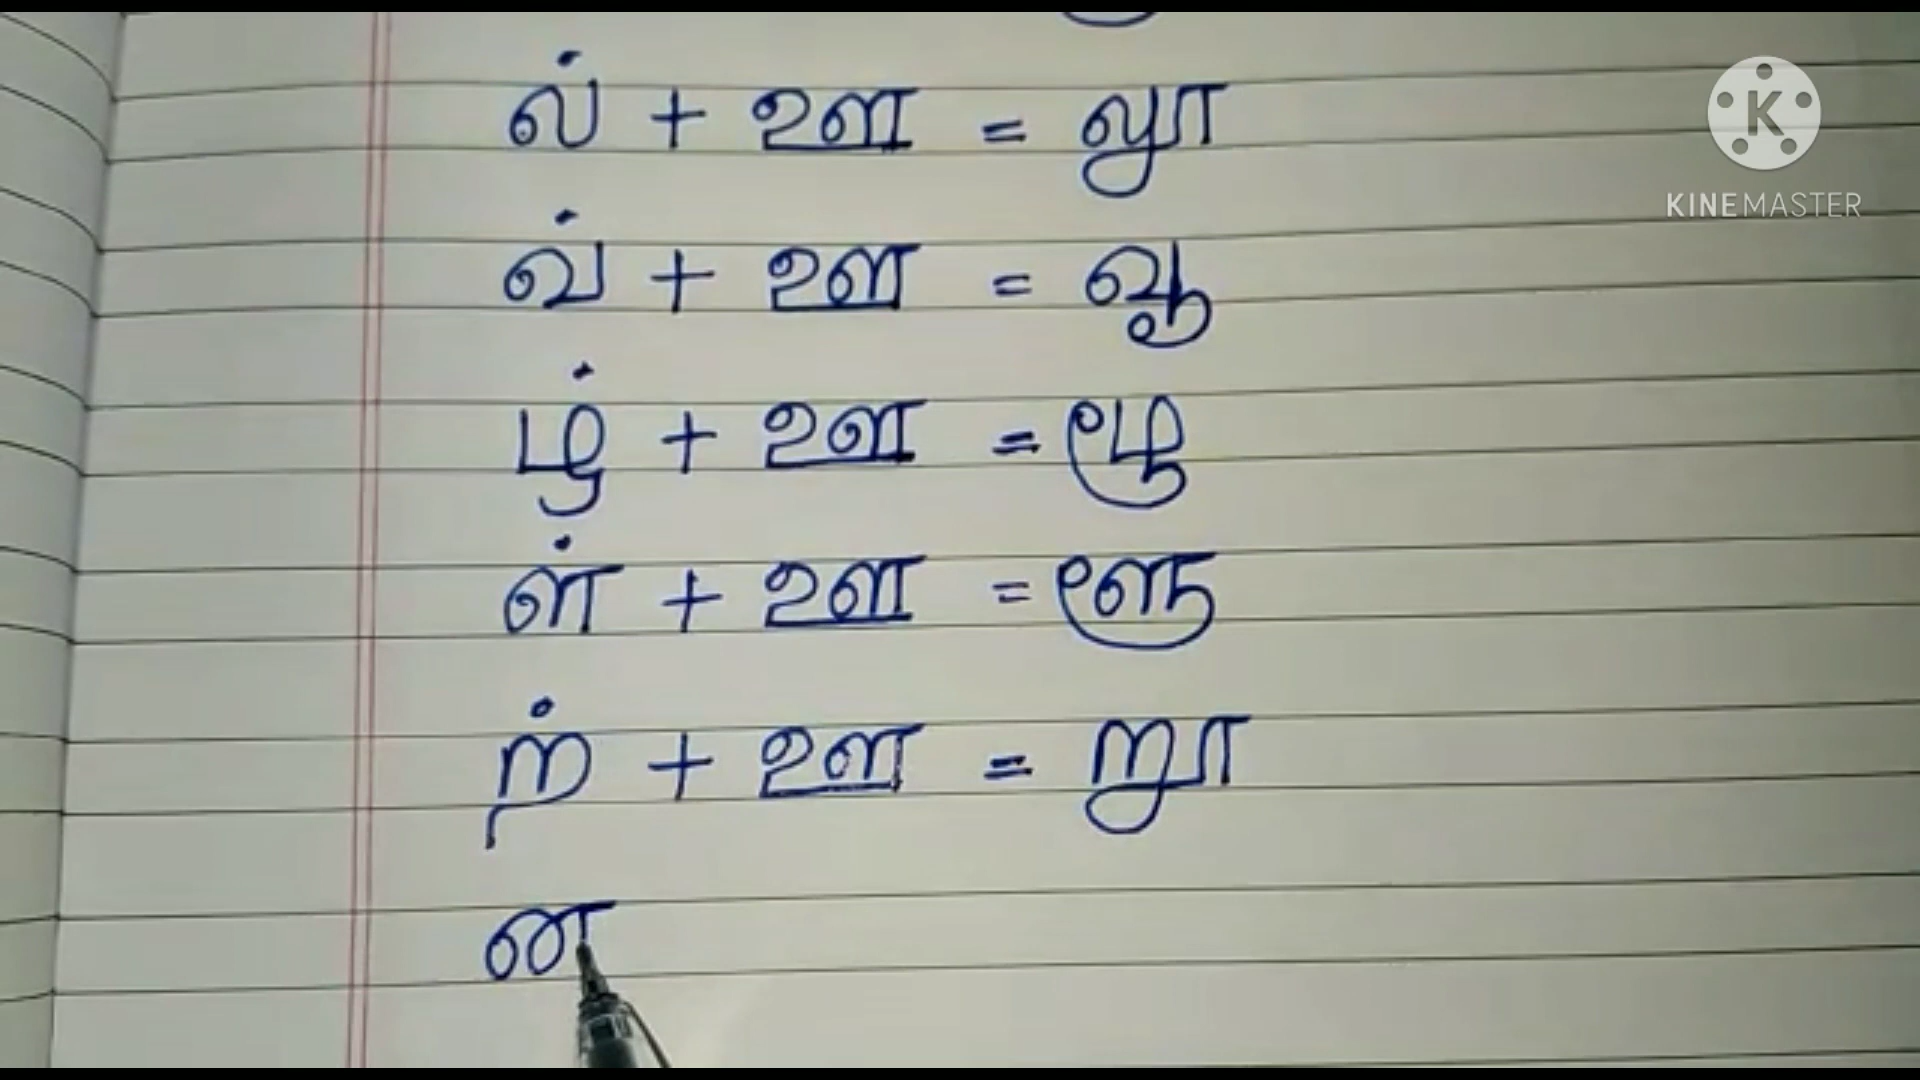 ல் + ஊ = லூ
வ் + ஊ = வூ
ழ் + ஊ = ழூ
ள் + ஊ = ளூ
ற் + ஊ = றூ
ன
K
KINEMASTER